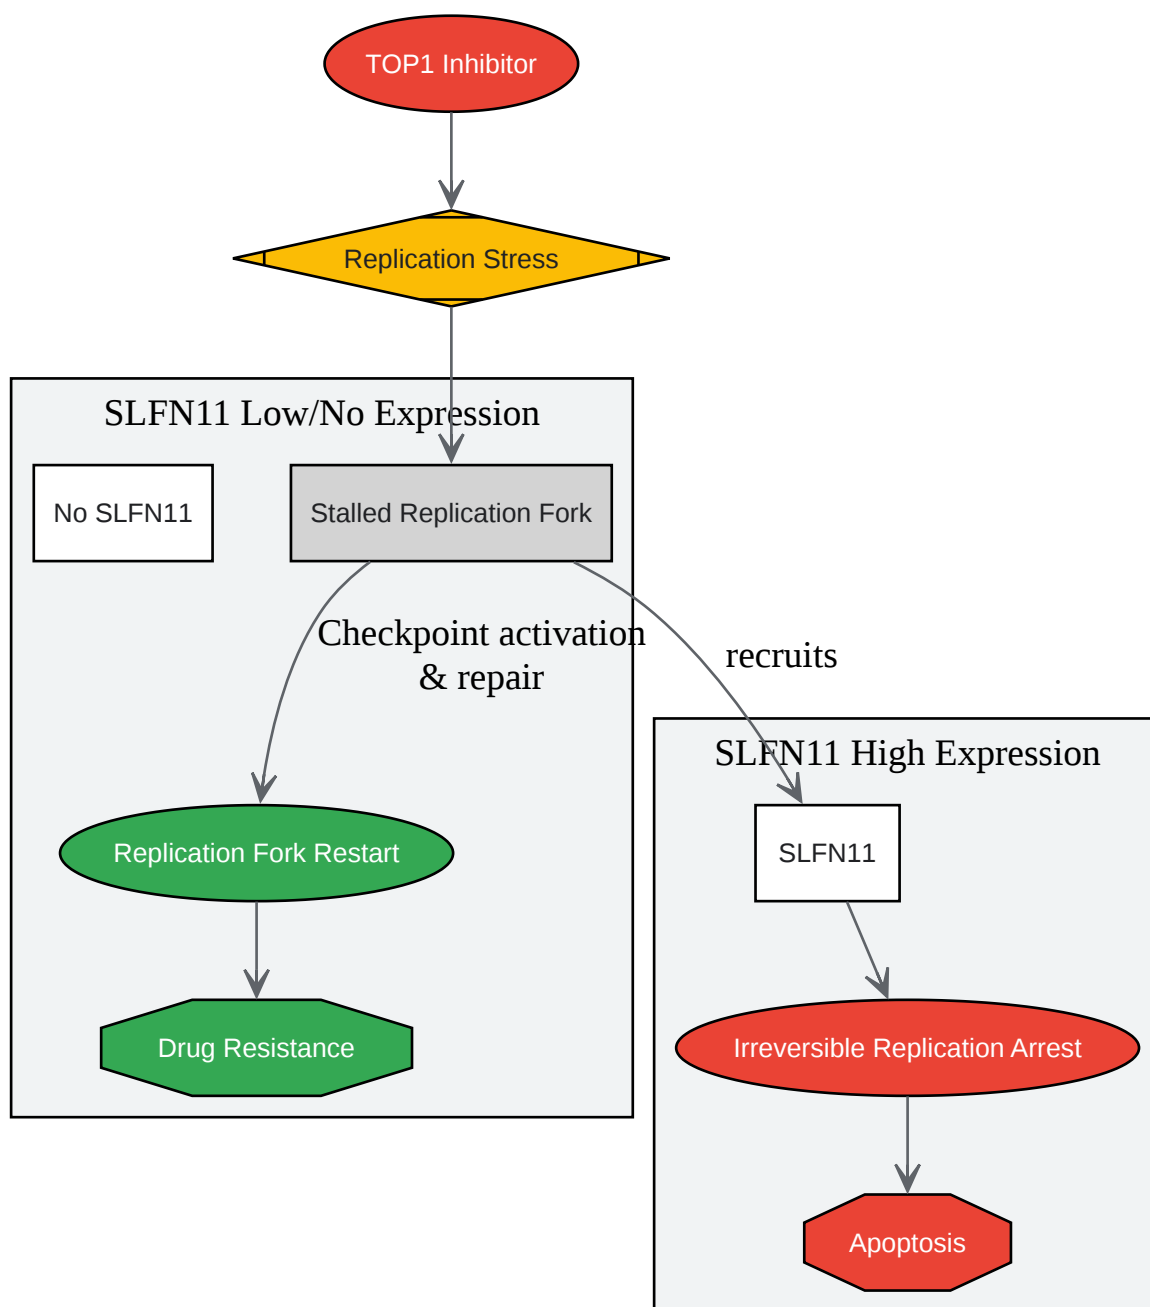 TOP1 Inhibitor
Replication Stress
SLFN11 Low/No Expression
No SLFN11
Stalled Replication Fork
Checkpoint activation
& repair
recruits
SLFN11 High Expression
Replication Fork Restart
SLFN11
Drug Resistance
Irreversible Replication Arrest
Apoptosis